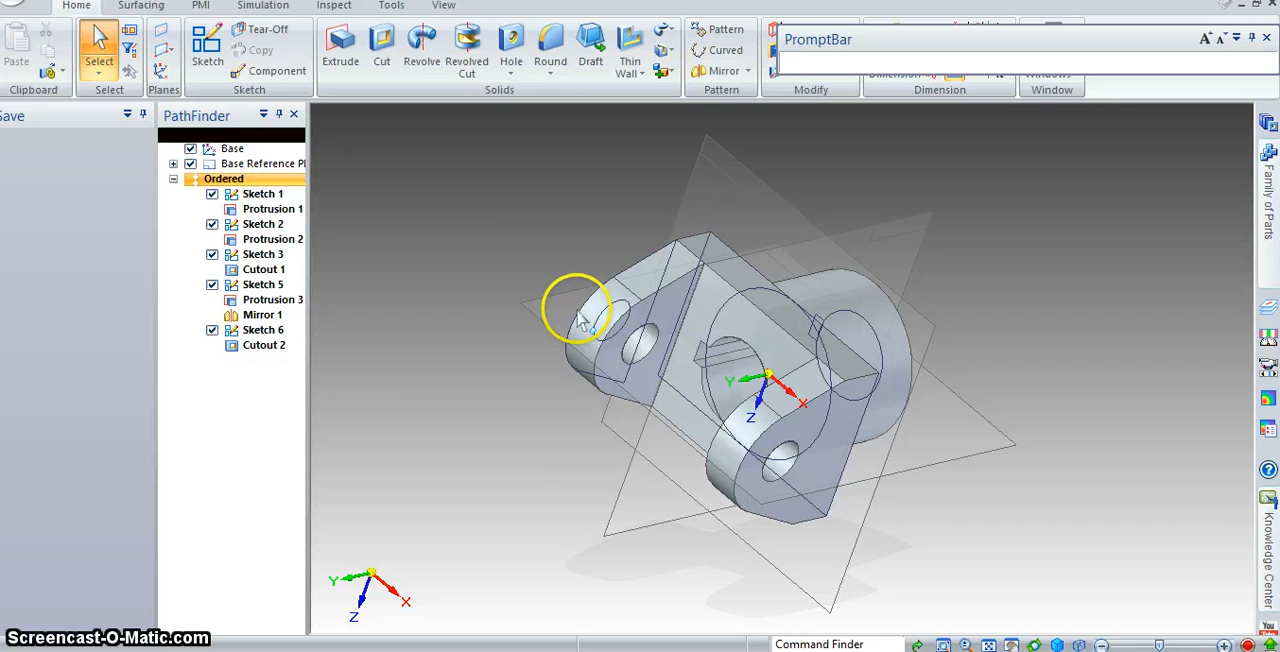 Home Surfacing PMI Simulation Inspect Tools View
Paste
Clipboard
Select
Select
Planes
Sketch
Tear-Off
Copy
Component
Sketch
Extrude Cut Revolve Revolved Cut Hole Round Draft Thin Wall
Solids
Pattern
Curved
Mirror
Pattern
Modify
Dimension
Window
PromptBar
ave
PathFinder
Base
Base Reference Pl
Ordered
Sketch 1
Protrusion 1
Sketch 2
Protrusion 2
Sketch 3
Cutout 1
Sketch 5
Protrusion 3
Mirror 1
Sketch 6
Cutout 2
Y
X
Z
Y
X
Z
Family of Parts
Knowledge Center
You
Tube
Screencast-O-Matic.com
Command Finder